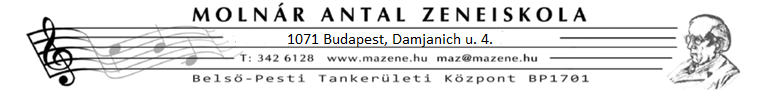 MOLNÁR ANTAL ZENEISKOLA
1071 Budapest, Damjanich u. 4.
T: 342 6128 www.mazene.hu maz@mazene.hu
Belső-Pesti Tankerületi Központ BP1701